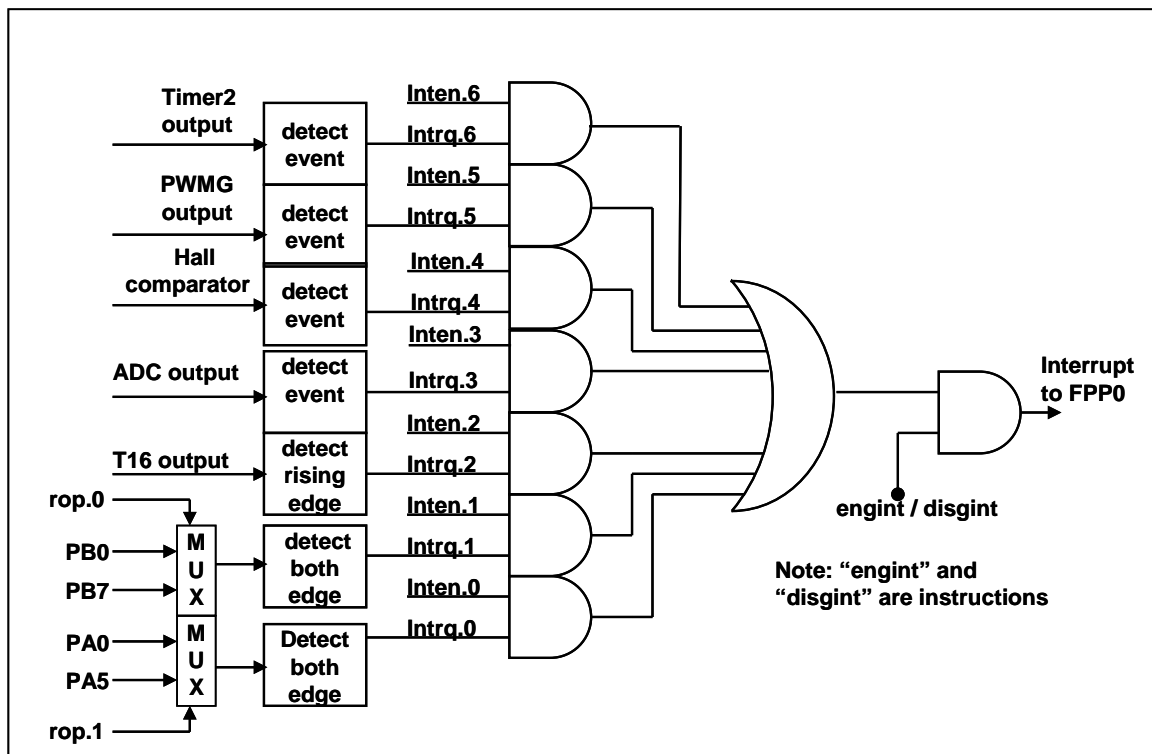 Timer2
output
detect
event
Inten.6
Intrq.6
PWMG
output
detect
event
Inten.5
Intrq.5
Hall
comparator
detect
event
Inten.4
Intrq.4
ADC output
detect
event
Inten.3
Intrq.3
T16 output
detect
rising
edge
Inten.2
Intrq.2
rop.0
PB0
PB7
M
U
X
detect
both
edge
Inten.1
Intrq.1
PA0
PA5
rop.1
M
U
X
Detect
both
edge
Inten.0
Intrq.0
Interrupt
to FPP0
engint / disgint
Note: “engint” and
“disgint” are instructions